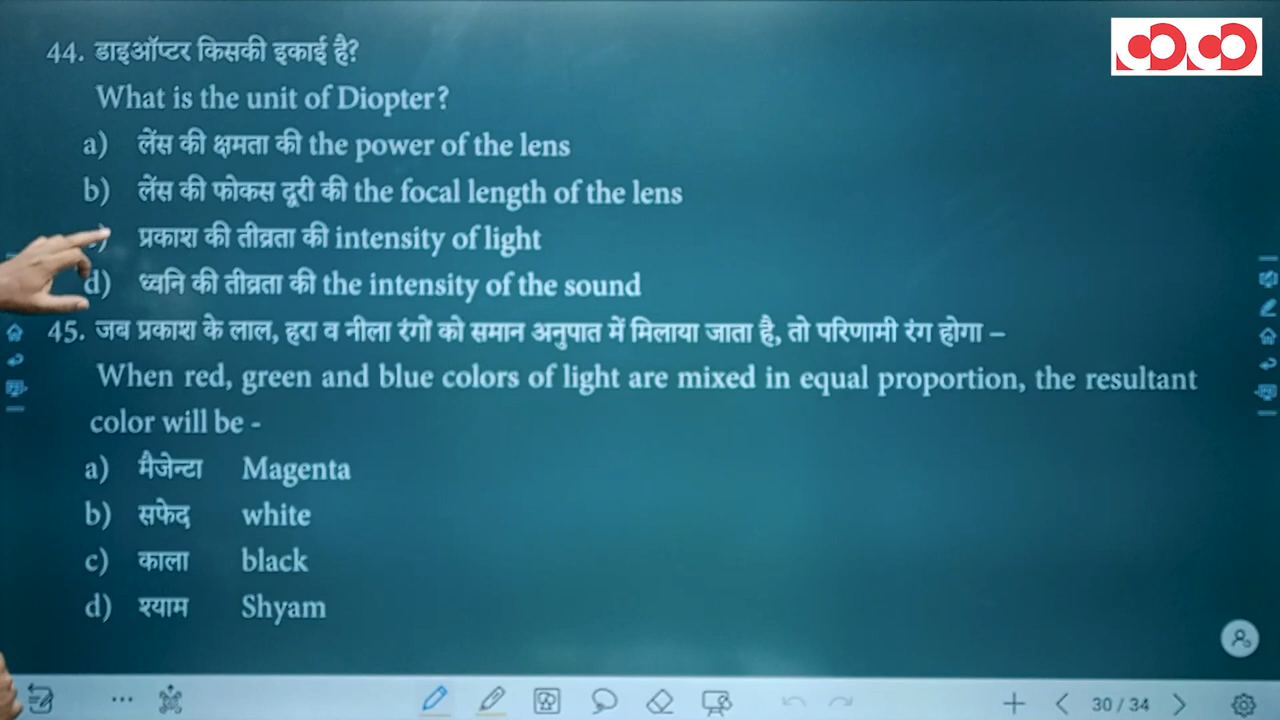 44. डाइऑप्टर किसकी इकाई है?
What is the unit of Diopter?
a) लेंस की क्षमता की the power of the lens
b) लेंस की फोकस दूरी की the focal length of the lens
) प्रकाश की तीव्रता की intensity of light
d) ध्वनि की तीव्रता की the intensity of the sound
45. जब प्रकाश के लाल, हरा व नीला रंगों को समान अनुपात में मिलाया जाता है, तो परिणामी रंग होगा –
When red, green and blue colors of light are mixed in equal proportion, the resultant
color will be -
a) मैजेन्टा Magenta
b) सफेद white
c) काला black
d) श्याम Shyam
30 / 34